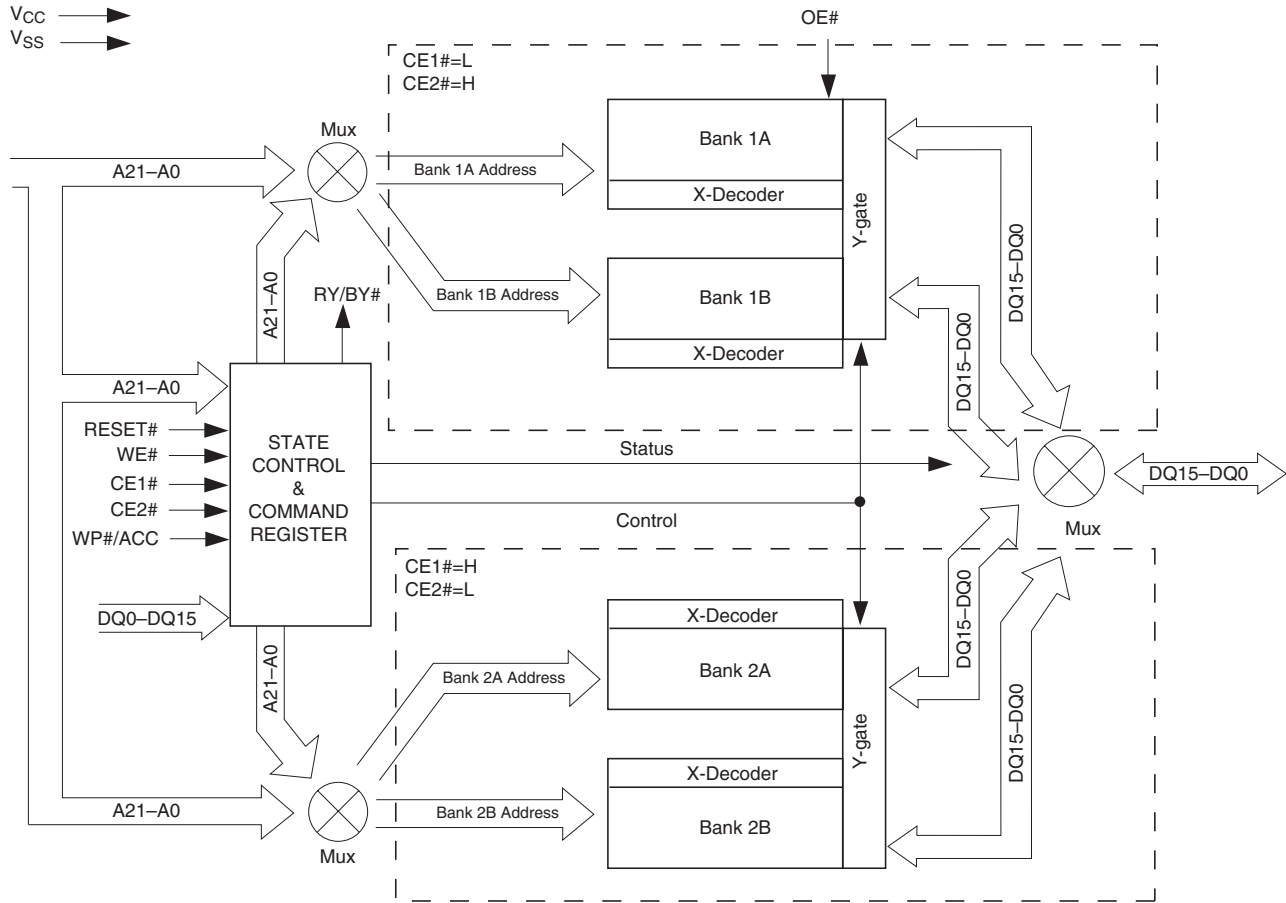 VCC
VSS
OE#
CE1#=L
CE2#=H
Mux
A21–A0
Bank 1A Address
Bank 1A
X-Decoder
Y-gate
DQ15–DQ0
A21–A0
RY/BY#
Bank 1B Address
Bank 1B
X-Decoder
DQ15–DQ0
A21–A0
RESET#
WE#
CE1#
CE2#
WP#/ACC
DQ0–DQ15
STATE
CONTROL
&
COMMAND
REGISTER
Status
Control
DQ15–DQ0
Mux
CE1#=H
CE2#=L
A21–A0
X-Decoder
Bank 2A Address
Bank 2A
DQ15–DQ0
Y-gate
X-Decoder
DQ15–DQ0
A21–A0
Bank 2B Address
Bank 2B
Mux